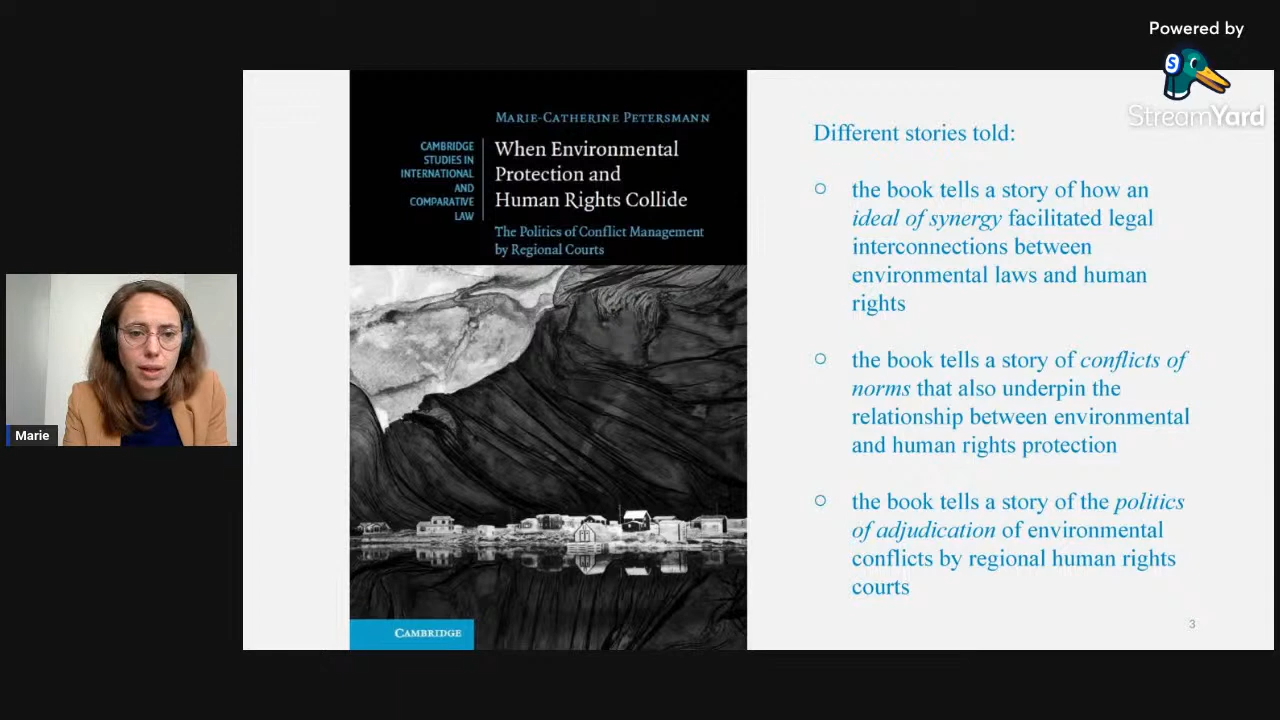 Powered by
S
StreamYard
MARIE-CATHERINE PETERSMANN
CAMBRIDGE
STUDIES IN
INTERNATIONAL
AND
COMPARATIVE
LAW
When Environmental
Protection and
Human Rights Collide
The Politics of Conflict Management
by Regional Courts
CAMBRIDGE
Different stories told:
the book tells a story of how an
ideal of synergy facilitated legal
interconnections between
environmental laws and human
rights
the book tells a story of conflicts of
norms that also underpin the
relationship between environmental
and human rights protection
the book tells a story of the politics
of adjudication of environmental
conflicts by regional human rights
courts
3
Marie